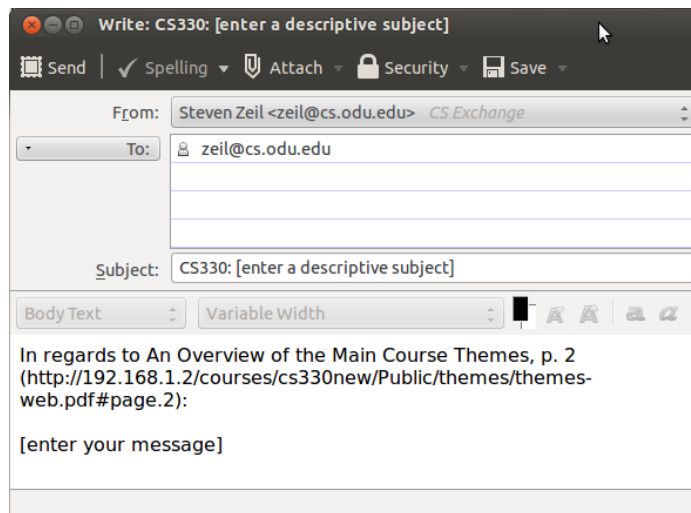 Write: CS330: [enter a descriptive subject]
Send Spelling Attach Security Save
From: Steven Zeil <zeil@cs.odu.edu> CS Exchange
To: zeil@cs.odu.edu
Subject: CS330: [enter a descriptive subject]
Body Text Variable Width A A a a
In regards to An Overview of the Main Course Themes, p. 2
(http://192.168.1.2/courses/cs330new/Public/themes/themes-
web.pdf#page.2):
[enter your message]